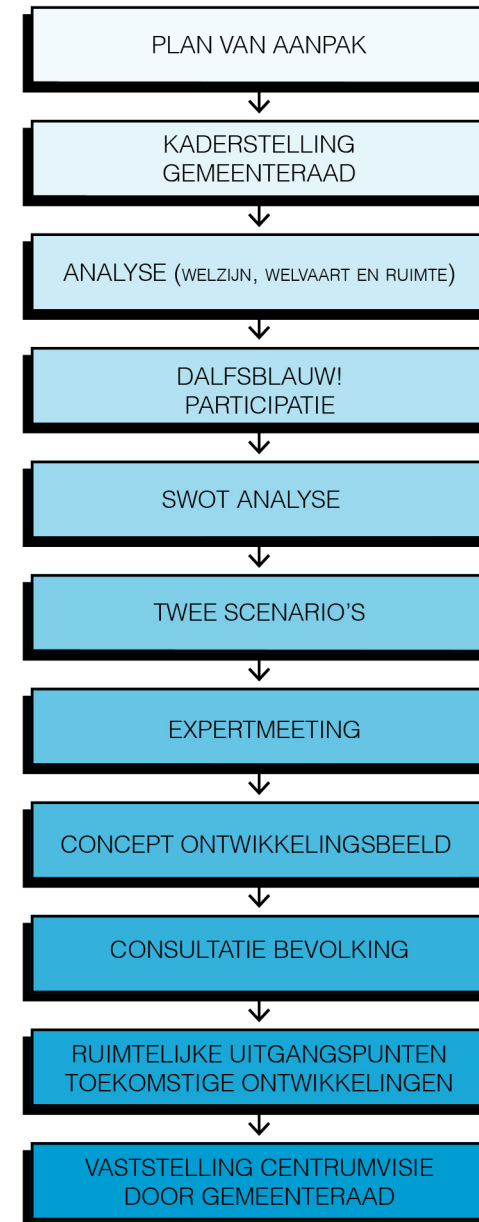 PLAN VAN AANPAK
KADERSTELLING
GEMEENTERAAD
ANALYSE (WELZIJN, WELVAART EN RUIMTE)
DALFSBLAUW!
PARTICIPATIE
SWOT ANALYSE
TWEE SCENARIO'S
EXPERTMEETING
CONCEPT ONTWIKKELINGSBEELD
CONSULTATIE BEVOLKING
RUIMTELIJKE UITGANGSPUNTEN
TOEKOMSTIGE ONTWIKKELINGEN
VASTSTELLING CENTRUMVISIE
DOOR GEMEENTERAAD